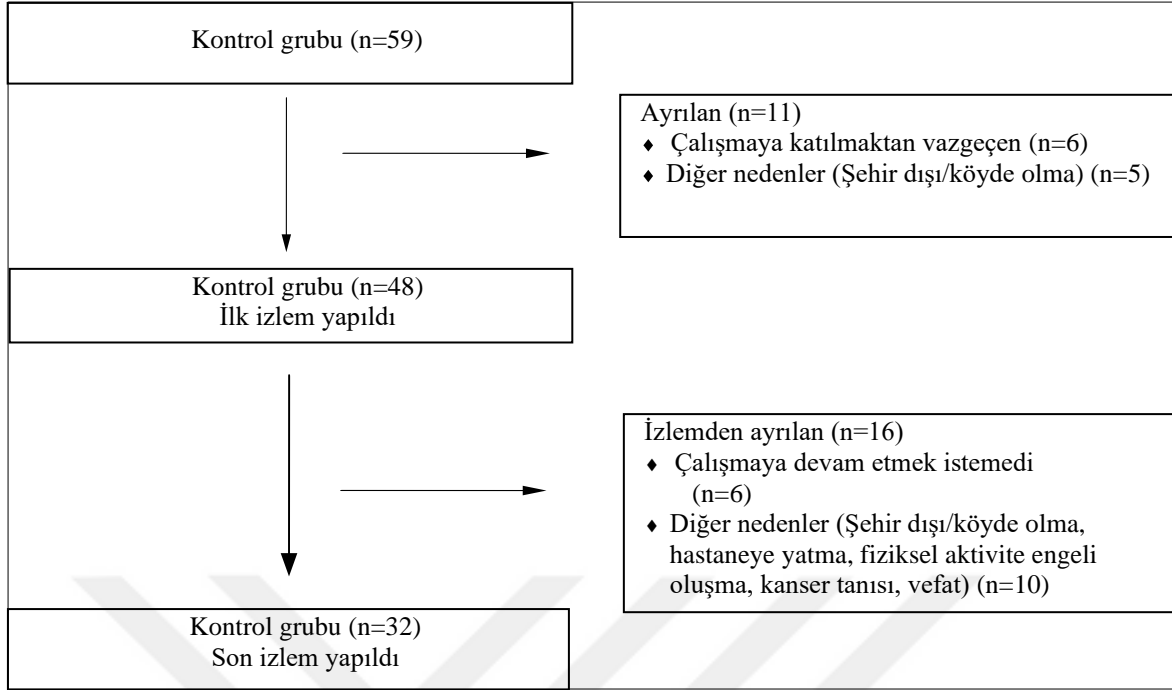 Kontrol grubu (n=59)
Ayrılan (n=11)
♦ Çalışmaya katılmaktan vazgeçen (n=6)
♦ Diğer nedenler (Şehir dışı/köyde olma) (n=5)
Kontrol grubu (n=48)
İlk izlem yapıldı
İzlemden ayrılan (n=16)
♦ Çalışmaya devam etmek istemedi
(n=6)
♦ Diğer nedenler (Şehir dışı/köyde olma,
hastaneye yatma, fiziksel aktivite engeli
oluşma, kanser tanısı, vefat) (n=10)
Kontrol grubu (n=32)
Son izlem yapıldı